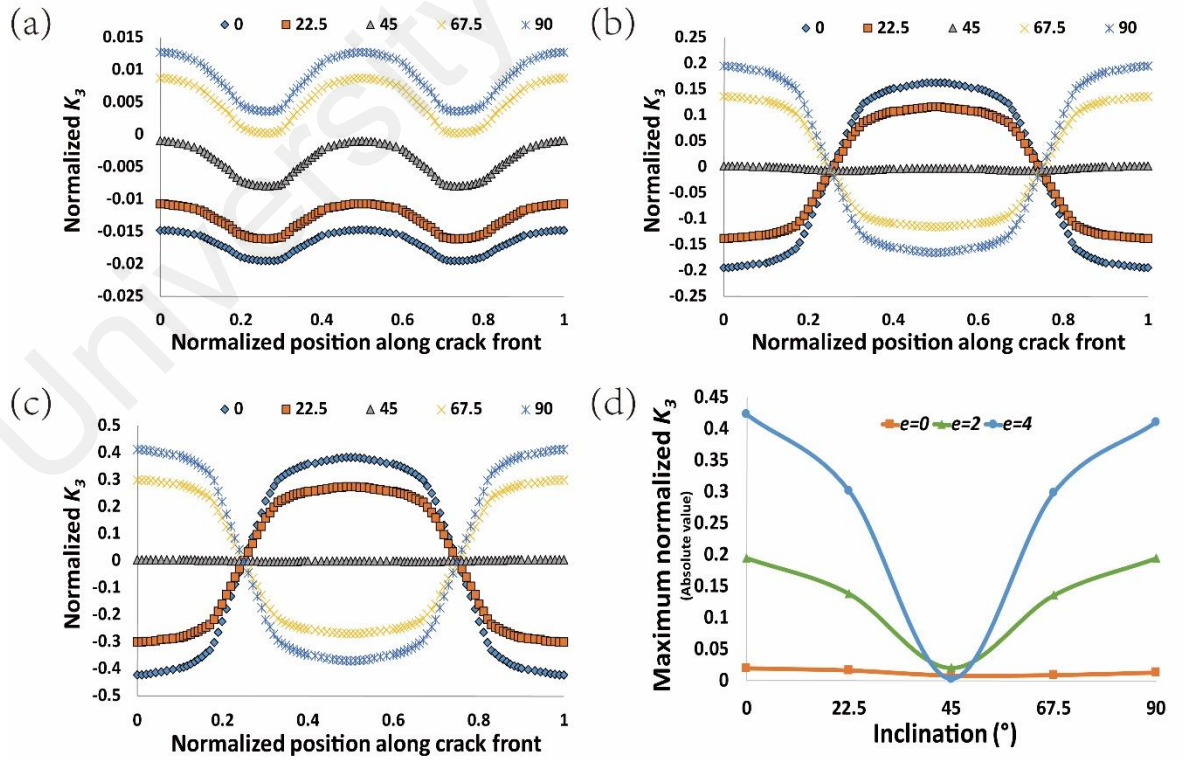 University
(a)
0 22.5 45 67.5 90
0.015
0.01
0.005
0
-0.005
-0.01
-0.015
-0.02
-0.025
Normalized K3
0 0.2 0.4 0.6 0.8 1
Normalized position along crack front
(b)
0 22.5 45 67.5 90
0.25
0.2
0.15
0.1
0.05
0
-0.05
-0.1
-0.15
-0.2
-0.25
Normalized K3
0 0.2 0.4 0.6 0.8 1
Normalized position along crack front
(c)
0 22.5 45 67.5 90
0.5
0.4
0.3
0.2
0.1
0
-0.1
-0.2
-0.3
-0.4
-0.5
Normalized K3
0 0.2 0.4 0.6 0.8 1
Normalized position along crack front
(d)
e=0 e=2 e=4
0.45
0.4
0.35
0.3
0.25
0.2
0.15
0.1
0.05
0
Maximum normalized K3
(Absolute value)
0 22.5 45 67.5 90
Inclination (°)